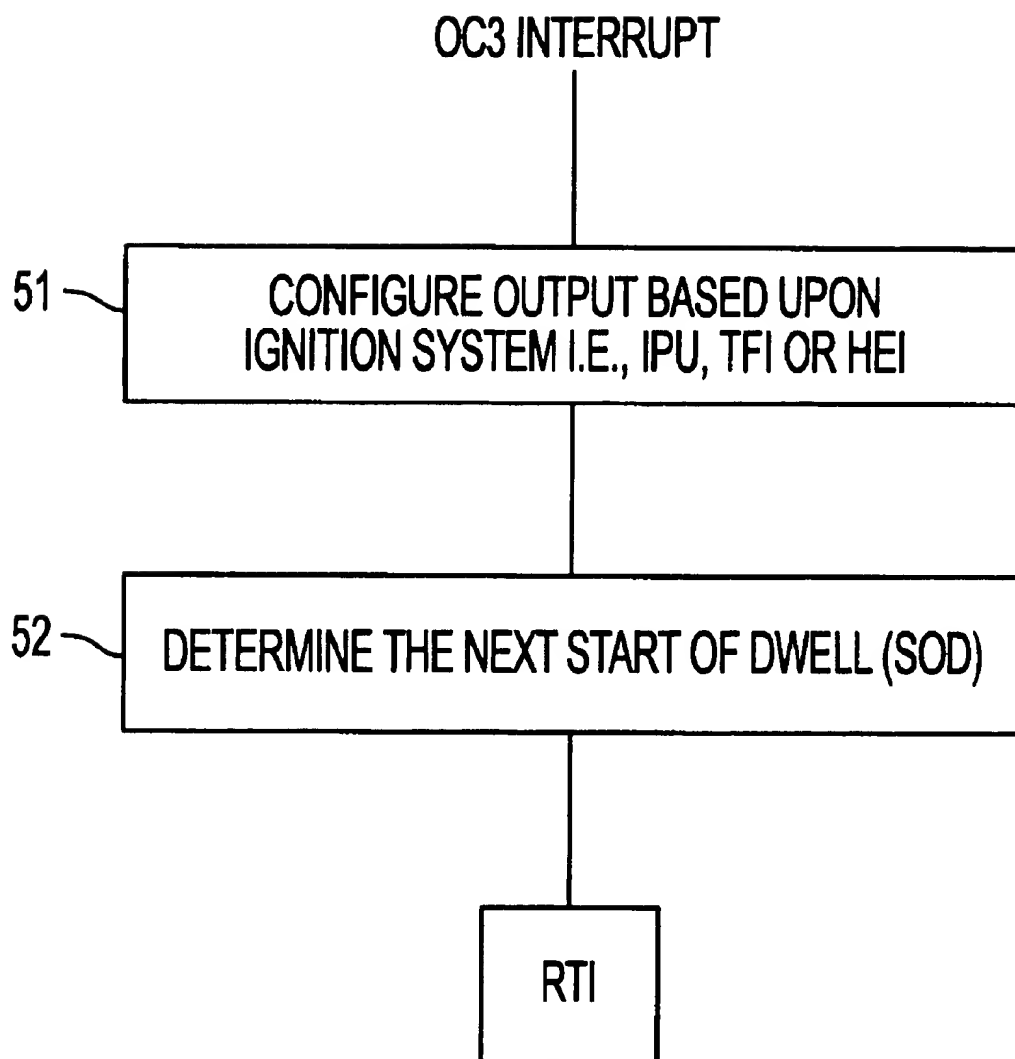 OC3 INTERRUPT
51
CONFIGURE OUTPUT BASED UPON
IGNITION SYSTEM I.E., IPU, TFI OR HEI
52
DETERMINE THE NEXT START OF DWELL (SOD)
RTI